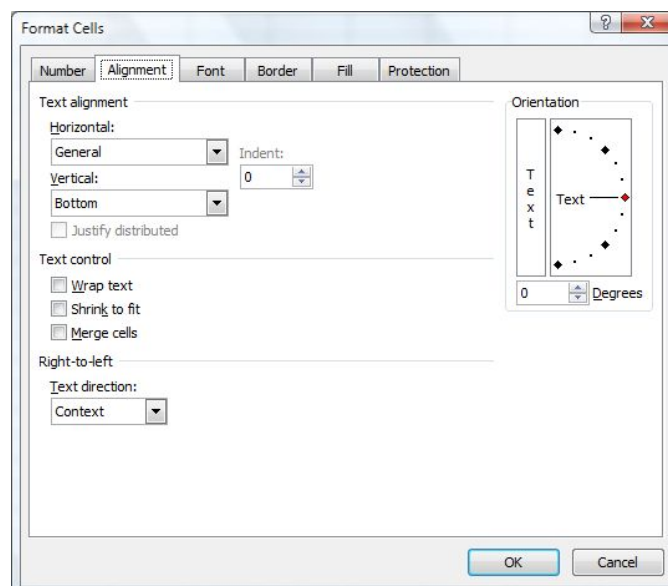 Format Cells
Number Alignment Font Border Fill Protection
Text alignment
Horizontal:
General
Indent:
0
Vertical:
Bottom
Justify distributed
Text control
Wrap text
Shrink to fit
Merge cells
Right-to-left
Text direction:
Context
Orientation
Text
Text
0 Degrees
OK Cancel